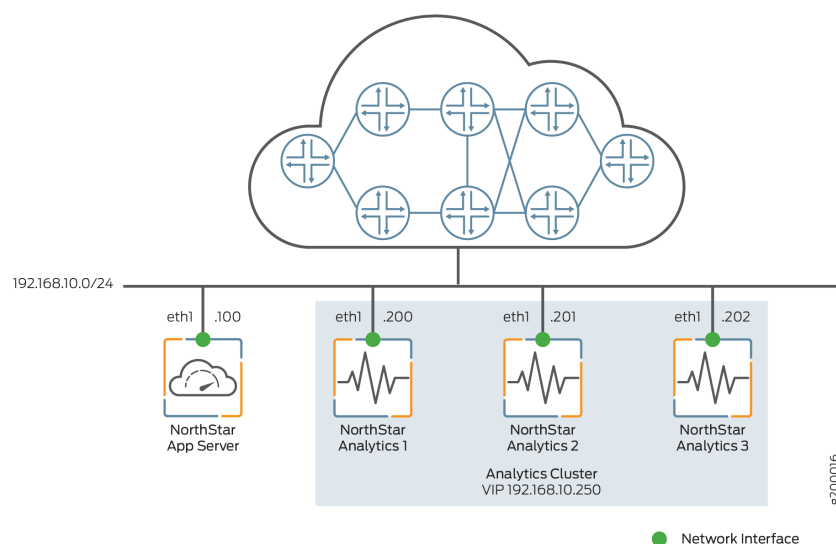 192.168.10.0/24
eth1 .100
eth1 .200
eth1 .201
eth1 .202
NorthStar
App Server
NorthStar
Analytics 1
NorthStar
Analytics 2
NorthStar
Analytics 3
Analytics Cluster
VIP 192.168.10.250
g200016
Network Interface